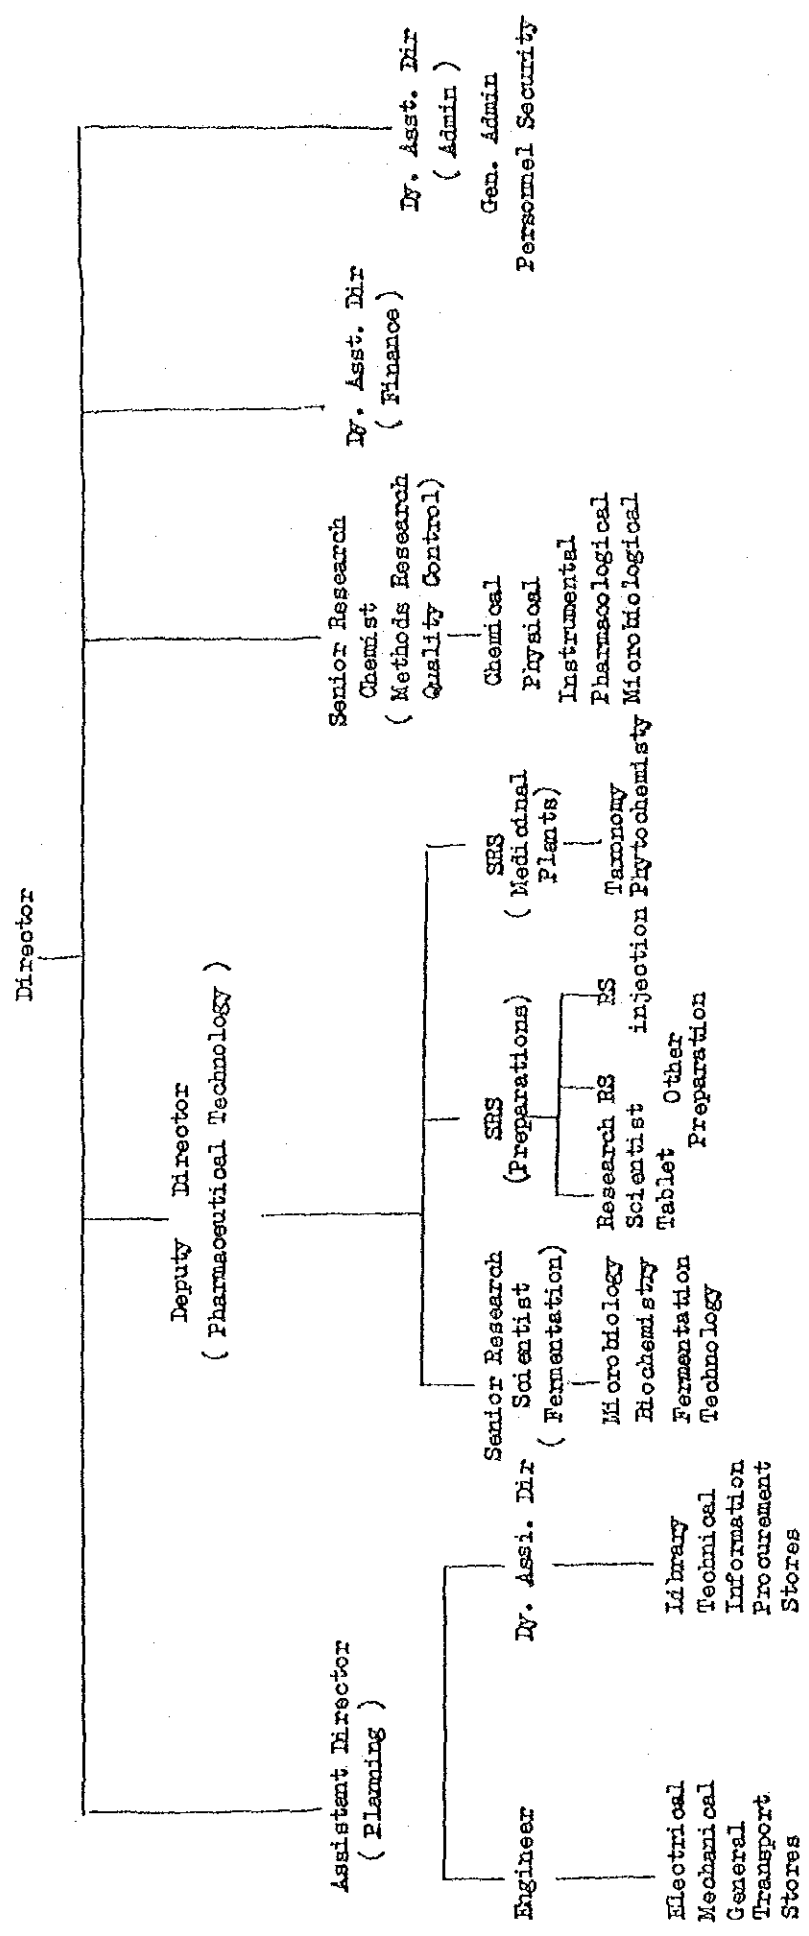 Director
Assistant Director
( Planning )
Engineer
Electrical
Mechanical
General
Transport
Stores
Dy. Assi. Dir
Library
Technical
Information
Procurement
Stores
Deputy Director
( Pharmaceutical Technology )
Senior Research
Scientist
( Fermentation)
Microbiology
Biochemistry
Fermentation
Technology
SRS
(Preparations)
Research
Scientist
Tablet
RS
Other
Preparation
RS
injection
SRS
( Medicinal
Plants)
Taxonomy
Phytochemisty
Senior Research
Chemist
( Methods Research
Quality Control)
Chemical
Physical
Instrumental
Pharmacological
Microbiological
Dy. Asst. Dir
( Finance)
Dy. Asst. Dir
( Admin )
Gen. Admin
Personnel Security